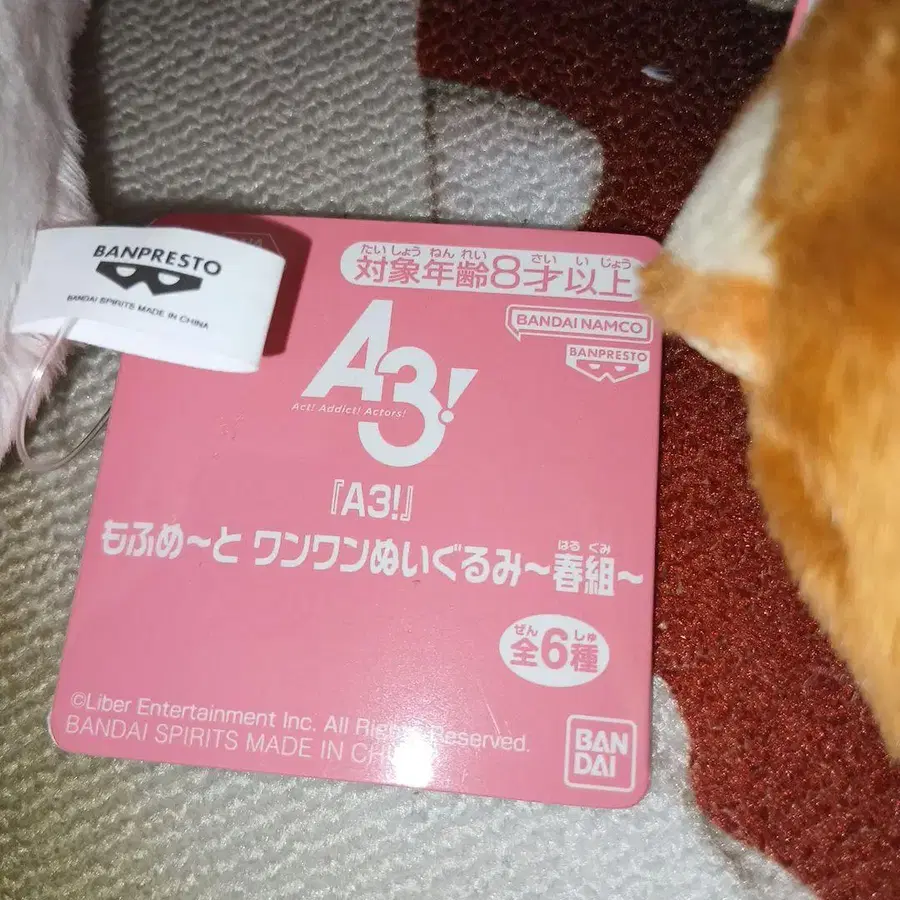 BANPRESTO
BANDAI SPIRITS MADE IN CHINA
たいしょうねんれい さい いじょう
対象年齢8才以上
BANDAI NAMCO
BANPRESTO
A3!
Act! Addict! Actors!
『A3!』
もふめ〜と ワンワンぬいぐるみ〜春組〜
はるぐみ
ぜん しゅ
全6種
©Liber Entertainment Inc. All Rights Reserved.
BANDAI SPIRITS MADE IN CH
BAN
DAI